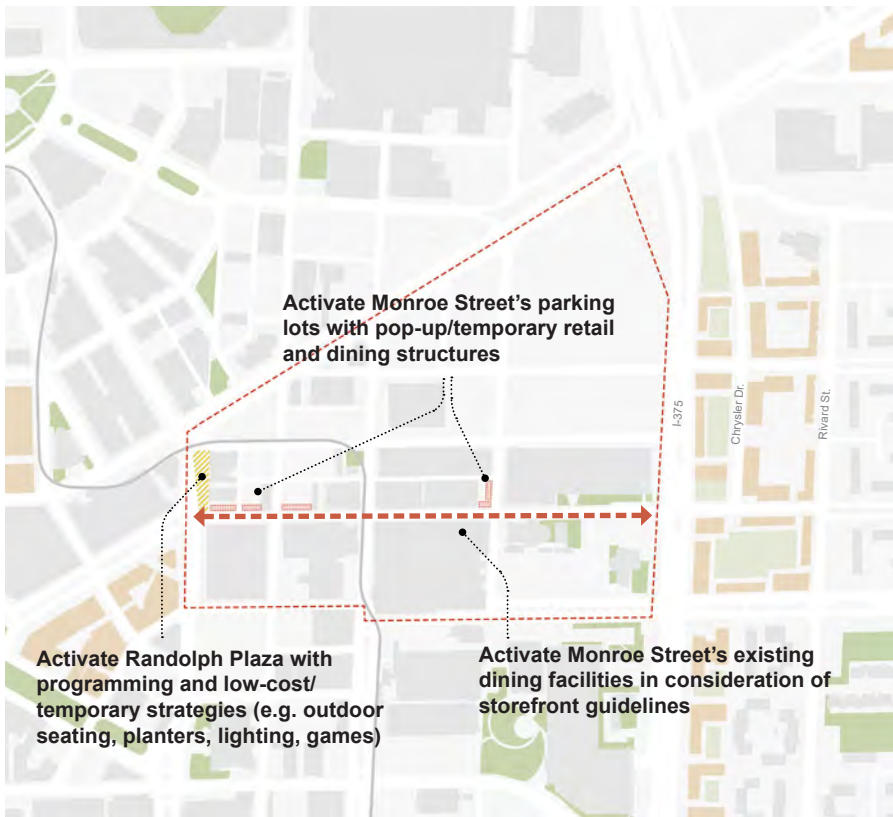 Activate Monroe Street's parking
lots with pop-up/temporary retail
and dining structures
I-375
Chrysler Dr.
Rivard St.
Activate Randolph Plaza with
programming and low-cost/
temporary strategies (e.g. outdoor
seating, planters, lighting, games)
Activate Monroe Street's existing
dining facilities in consideration of
storefront guidelines